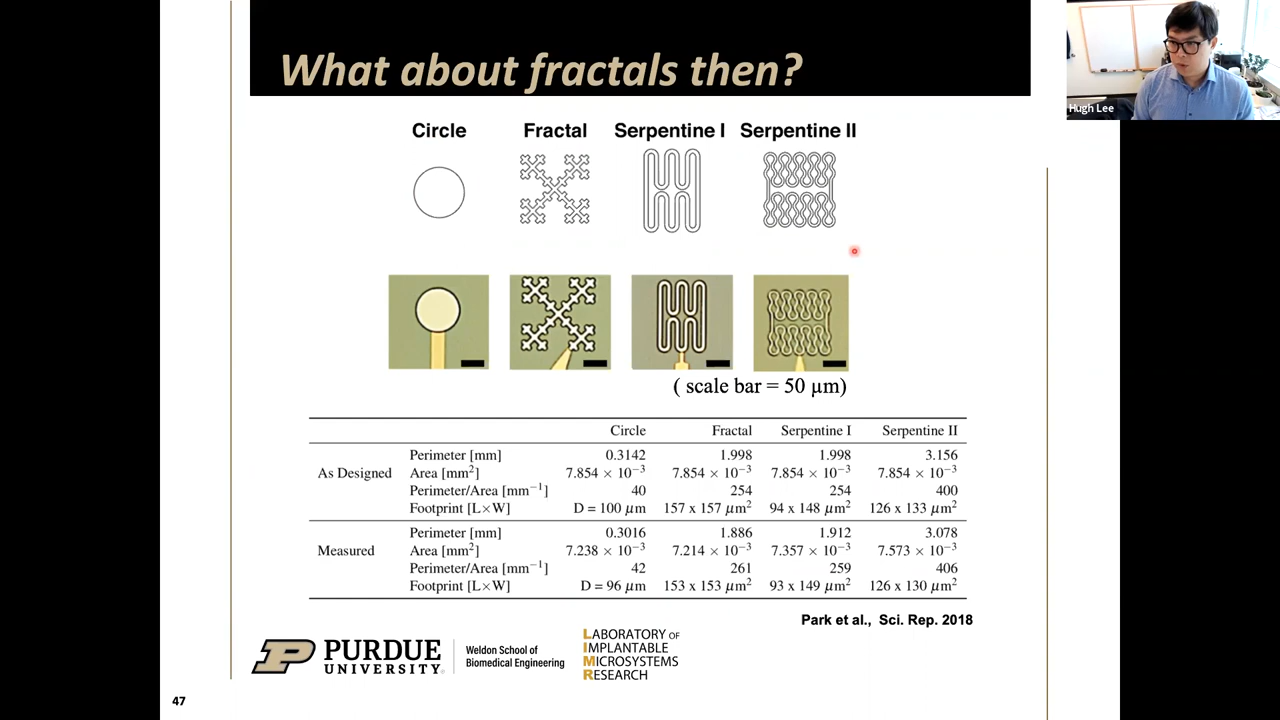 What about fractals then?
Hugh Lee
Circle Fractal Serpentine I Serpentine II
( scale bar = 50 µm)
Circle Fractal Serpentine I Serpentine II
As Designed
Perimeter [mm] 0.3142 1.998 1.998 3.156
Area [mm²] 7.854 × 10⁻³ 7.854 × 10⁻³ 7.854 × 10⁻³ 7.854 × 10⁻³
Perimeter/Area [mm⁻¹] 40 254 254 400
Footprint [L×W] D = 100 µm 157 x 157 µm² 94 x 148 µm² 126 x 133 µm²
Measured
Perimeter [mm] 0.3016 1.886 1.912 3.078
Area [mm²] 7.238 × 10⁻³ 7.214 × 10⁻³ 7.357 × 10⁻³ 7.573 × 10⁻³
Perimeter/Area [mm⁻¹] 42 261 259 406
Footprint [L×W] D = 96 µm 153 x 153 µm² 93 x 149 µm² 126 x 130 µm²
Park et al., Sci. Rep. 2018
P PURDUE
UNIVERSITY
Weldon School of
Biomedical Engineering
LABORATORY OF
IMPLANTABLE
MICROSYSTEMS
RESEARCH
47